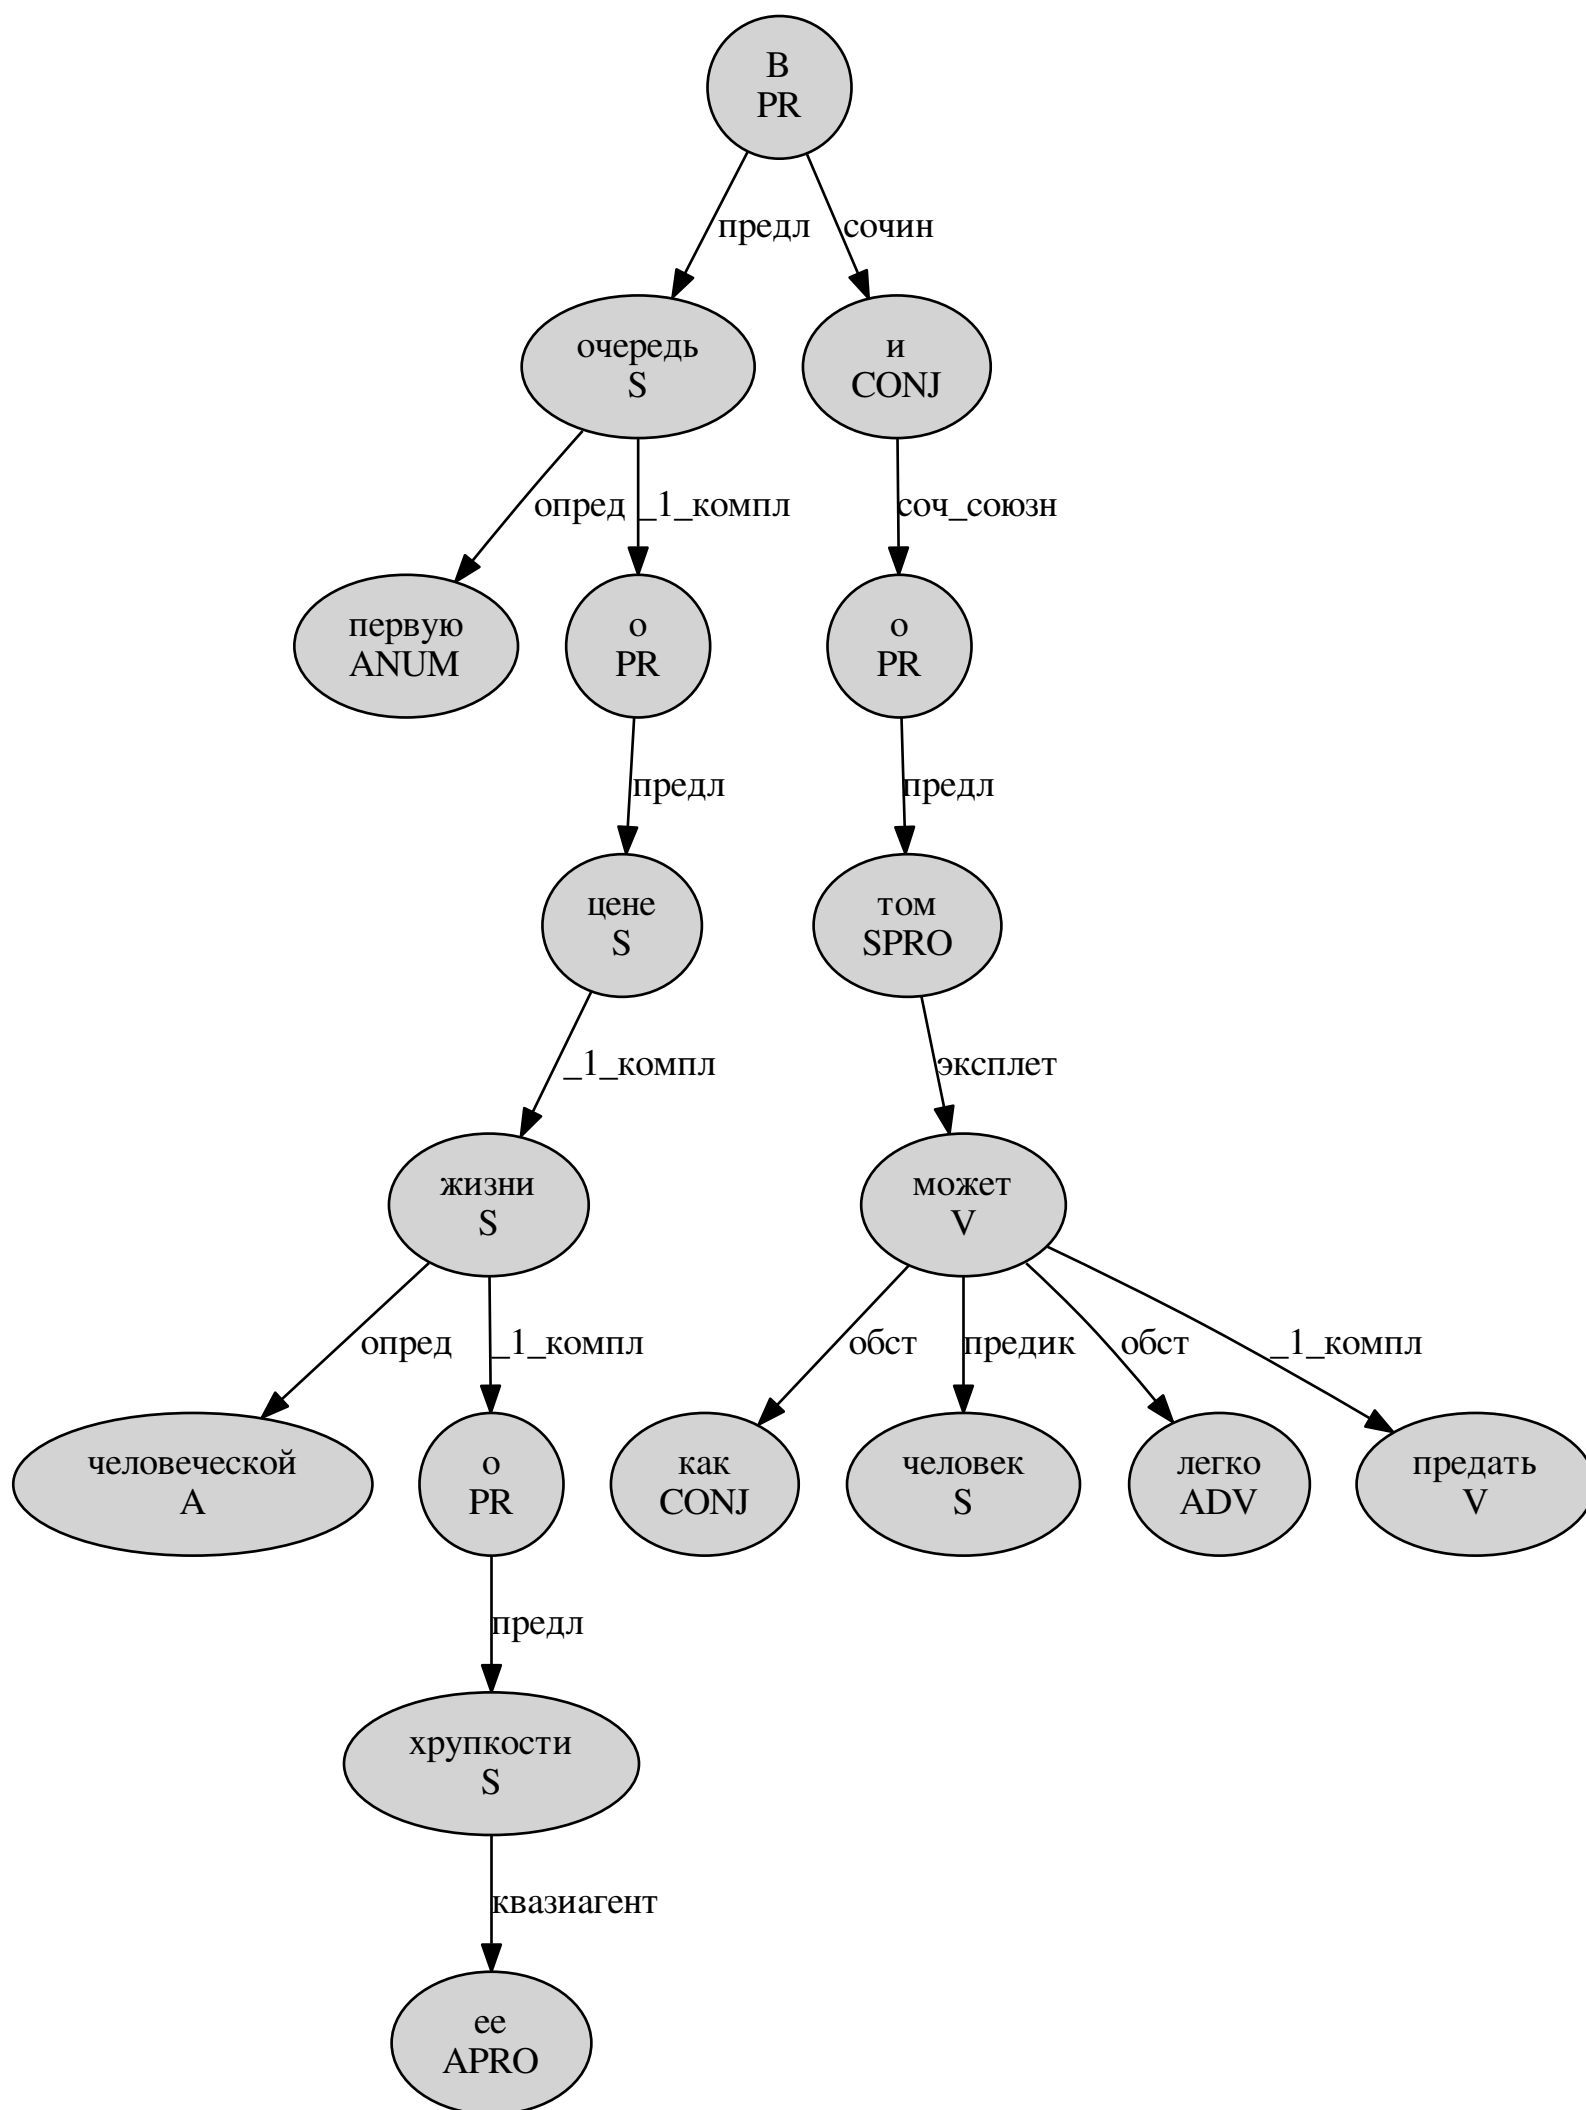 В
PR
предл
сочин
очередь
S
и
CONJ
опред
_1_компл
соч_союзн
первую
ANUM
о
PR
о
PR
предл
предл
цене
S
том
SPRO
_1_компл
эксплет
жизни
S
может
V
опред
_1_компл
обст
предик
обст
_1_компл
человеческой
A
о
PR
как
CONJ
человек
S
легко
ADV
предать
V
предл
хрупкости
S
квазиагент
ее
APRO